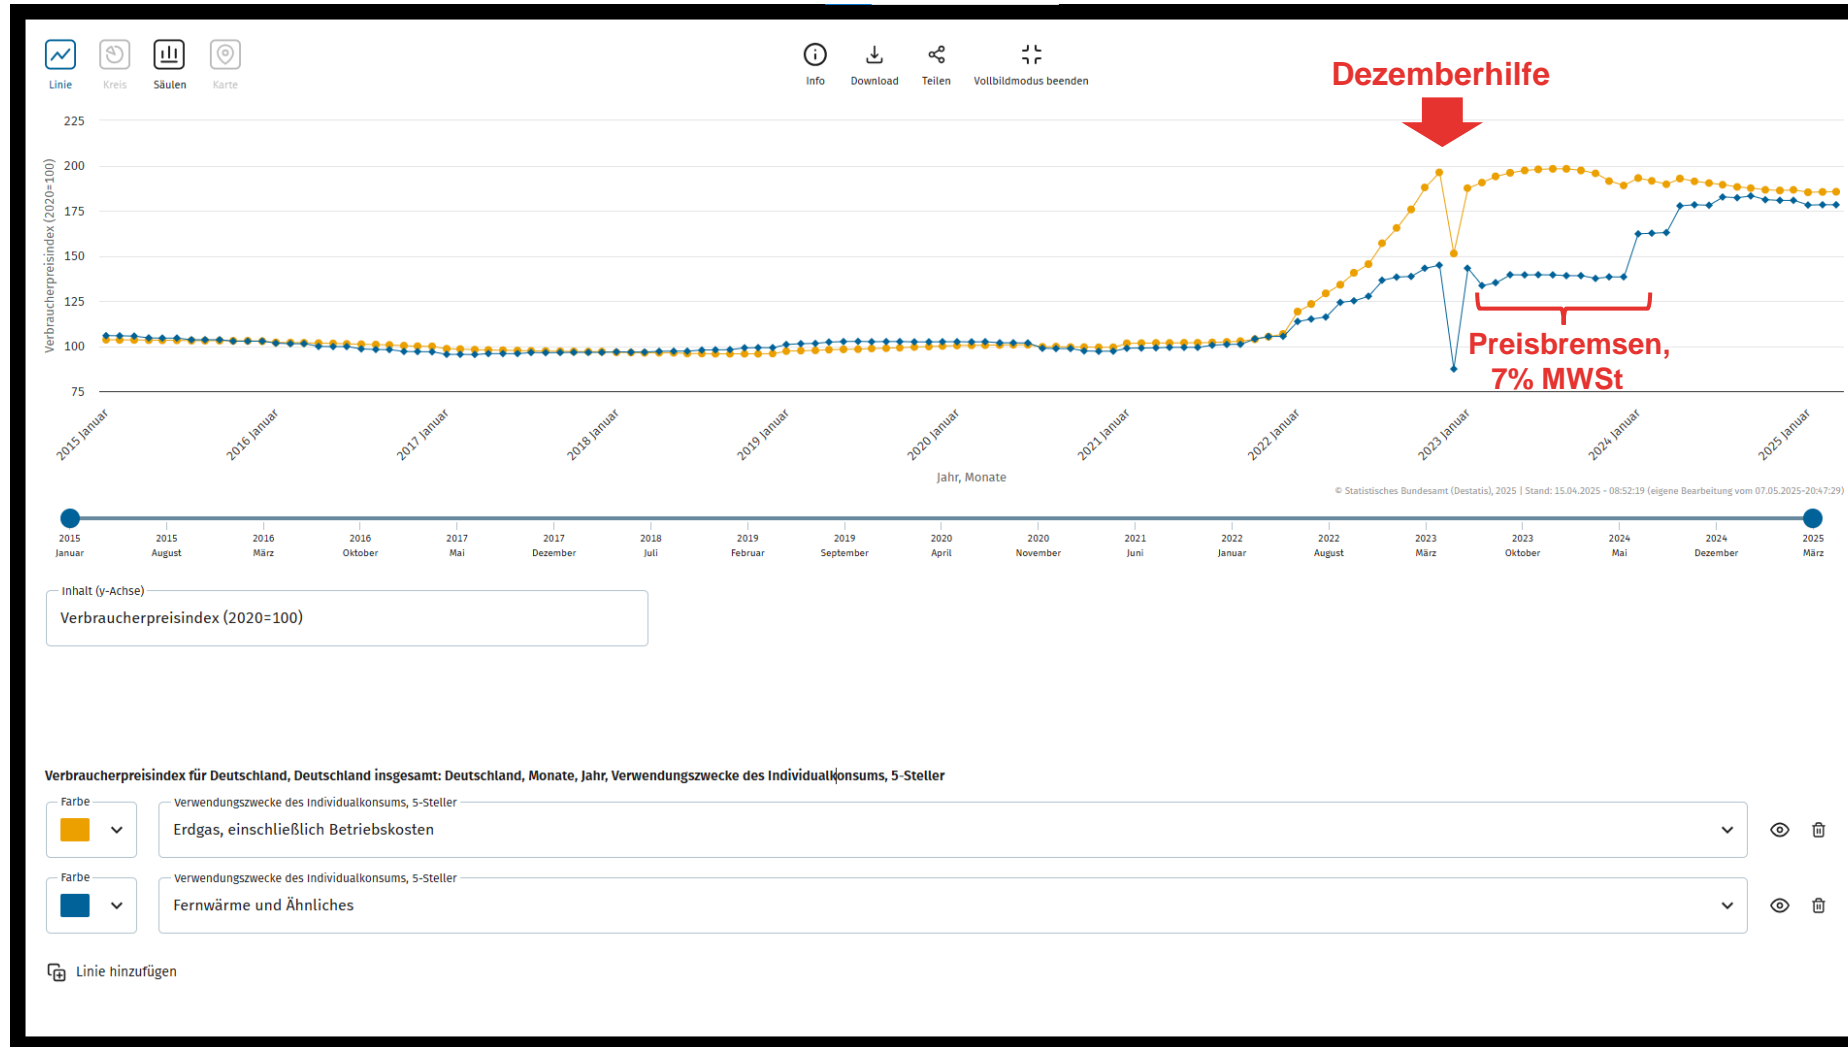 Linie Kreis Säulen Karte
Info Download Teilen Vollbildmodus beenden
Dezemberhilfe
225
200
175
150
125
100
75
Verbraucherpreisindex (2020=100)
Preisbremsen,
7% MWSt
2015 Januar 2016 Januar 2017 Januar 2018 Januar 2019 Januar 2020 Januar 2021 Januar 2022 Januar 2023 Januar 2024 Januar 2025 Januar
Jahr, Monate
© Statistisches Bundesamt (Destatis), 2025 | Stand: 15.04.2025 - 08:52:19 (eigene Bearbeitung vom 07.05.2025-20:47:29)
2015 2015 2016 2016 2017 2017 2018 2019 2019 2020 2020 2021 2022 2022 2023 2023 2024 2024 2025
Januar August März Oktober Mai Dezember Juli Februar September April November Juni Januar August März Oktober Mai Dezember März
Inhalt (y-Achse)
Verbraucherpreisindex (2020=100)
Verbraucherpreisindex für Deutschland, Deutschland insgesamt: Deutschland, Monate, Jahr, Verwendungszwecke des Individualkonsums, 5-Steller
Farbe Verwendungszwecke des Individualkonsums, 5-Steller
Erdgas, einschließlich Betriebskosten
Farbe Verwendungszwecke des Individualkonsums, 5-Steller
Fernwärme und Ähnliches
Linie hinzufügen